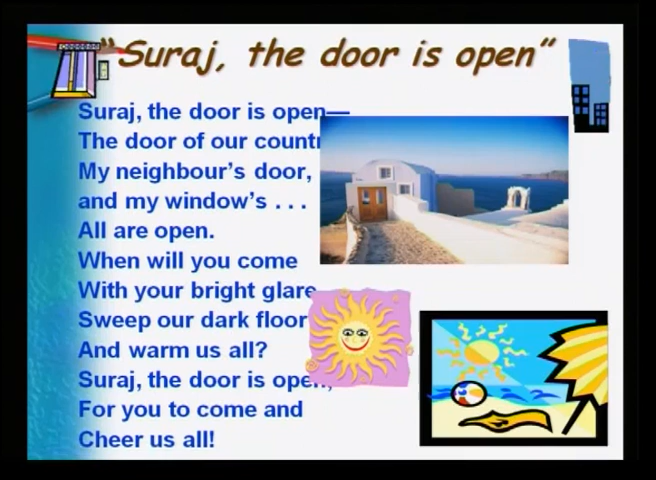 “Suraj, the door is open”
Suraj, the door is open—
The door of our countr
My neighbour’s door,
and my window’s . . .
All are open.
When will you come
With your bright glare
Sweep our dark floor
And warm us all?
Suraj, the door is open,
For you to come and
Cheer us all!